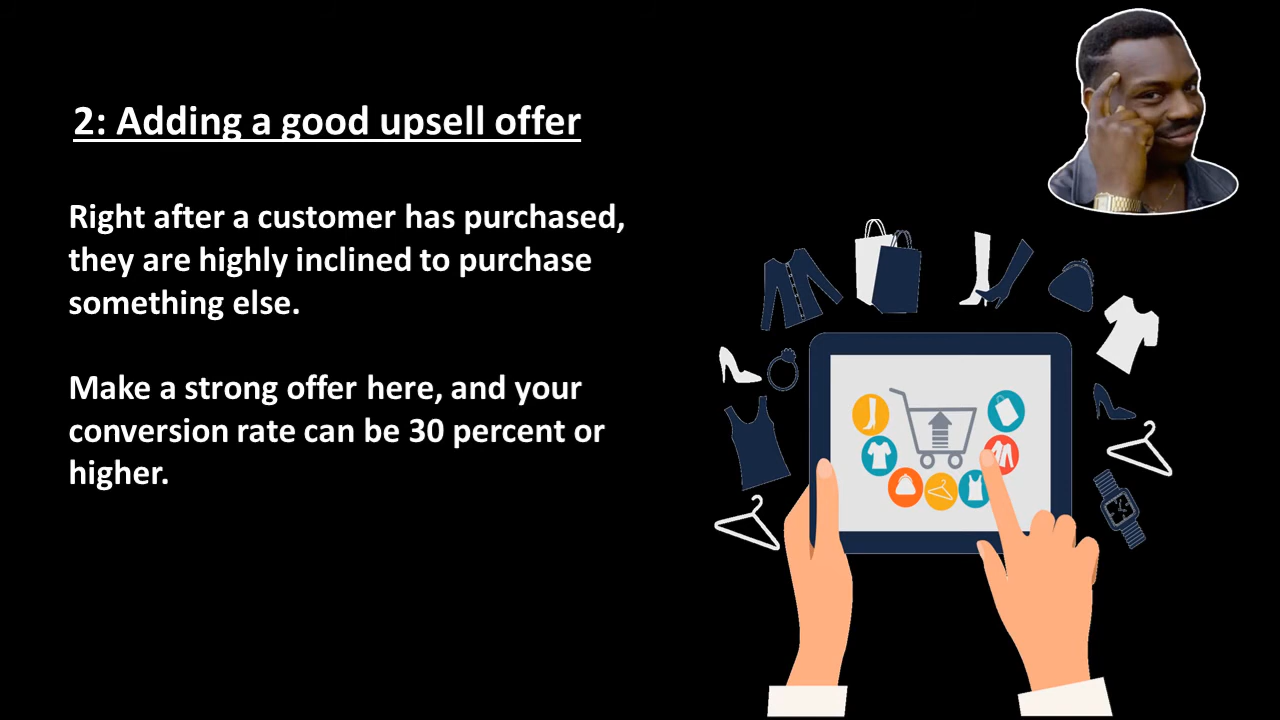 2: Adding a good upsell offer
Right after a customer has purchased,
they are highly inclined to purchase
something else.
Make a strong offer here, and your
conversion rate can be 30 percent or
higher.